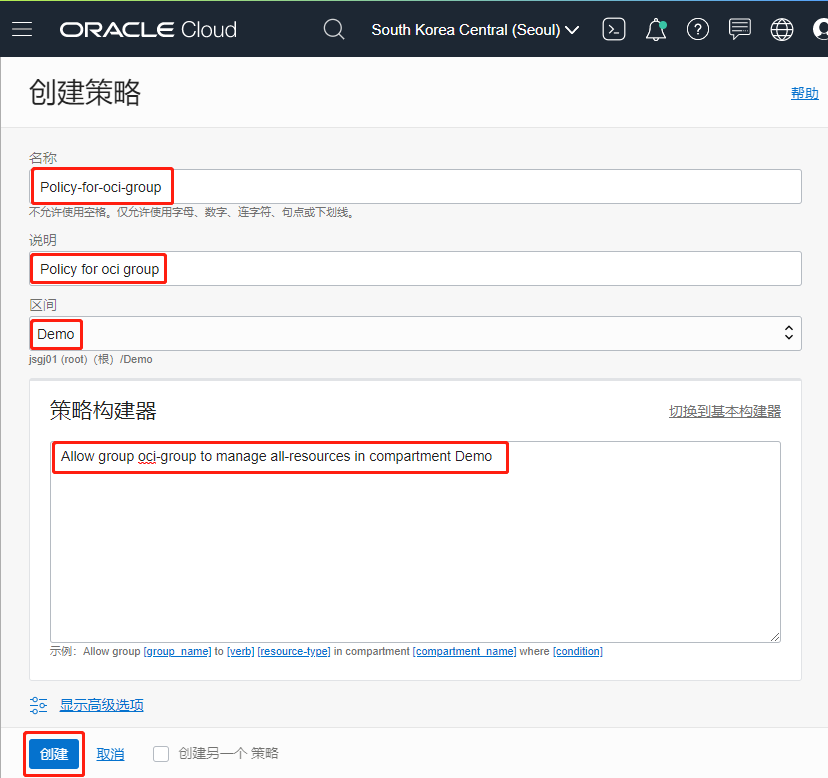 ORACLE Cloud
South Korea Central (Seoul)
创建策略
帮助
名称
Policy-for-oci-group
不允许使用空格。仅允许使用字母、数字、连字符、句点或下划线。
说明
Policy for oci group
区间
Demo
jsgj01 (root)（根）/Demo
策略构建器
切换到基本构建器
Allow group oci-group to manage all-resources in compartment Demo
示例：Allow group [group_name] to [verb] [resource-type] in compartment [compartment_name] where [condition]
显示高级选项
创建
取消
创建另一个 策略